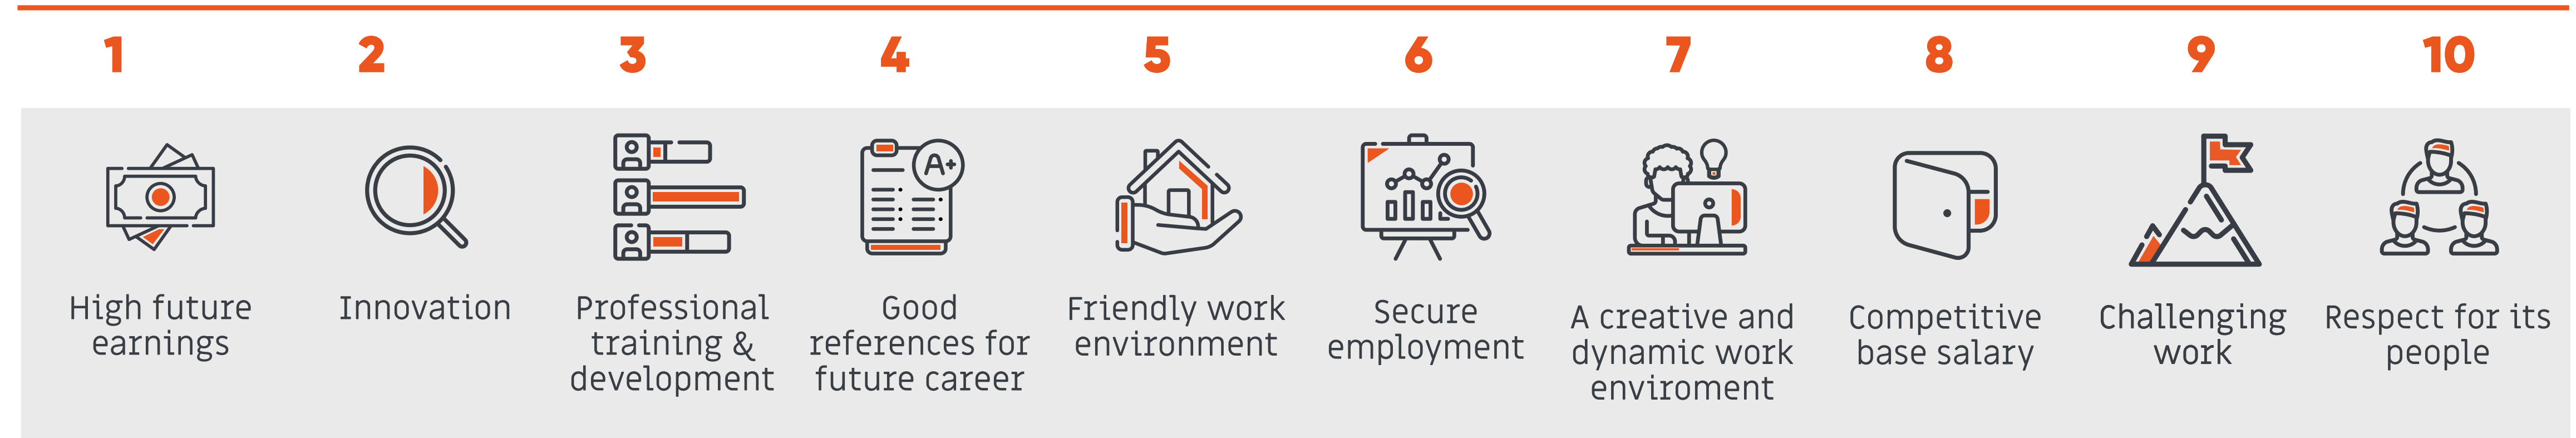 1 2 3 4 5 6 7 8 9 10
A+
High future
earnings
Innovation
Professional
training &
development
Good
references for
future career
Friendly work
environment
Secure
employment
A creative and
dynamic work
enviroment
Competitive
base salary
Challenging
work
Respect for its
people